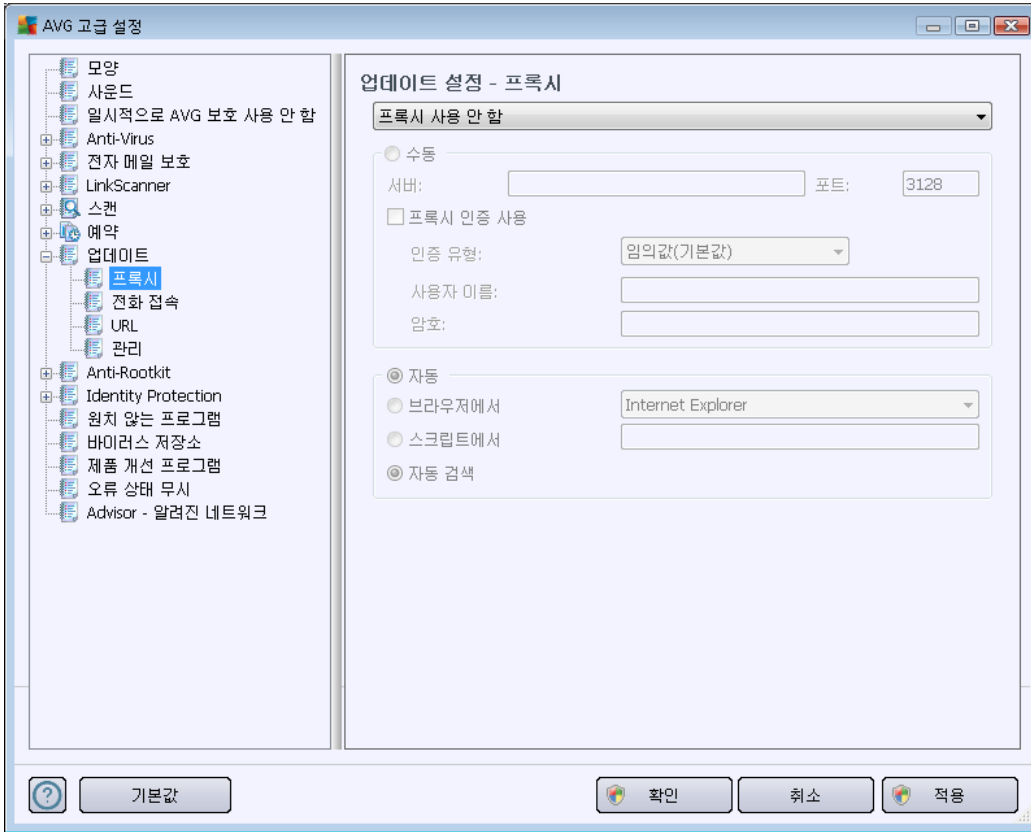 AVG 고급 설정
모양
사운드
일시적으로 AVG 보호 사용 안 함
Anti-Virus
전자 메일 보호
LinkScanner
스캔
예약
업데이트
프록시
전화 접속
URL
관리
Anti-Rootkit
Identity Protection
원치 않는 프로그램
바이러스 저장소
제품 개선 프로그램
오류 상태 무시
Advisor - 알려진 네트워크
업데이트 설정 - 프록시
프록시 사용 안 함
수동
서버: 포트: 3128
프록시 인증 사용
인증 유형: 임의값(기본값)
사용자 이름:
암호:
자동
브라우저에서 Internet Explorer
스크립트에서
자동 검색
기본값 확인 취소 적용